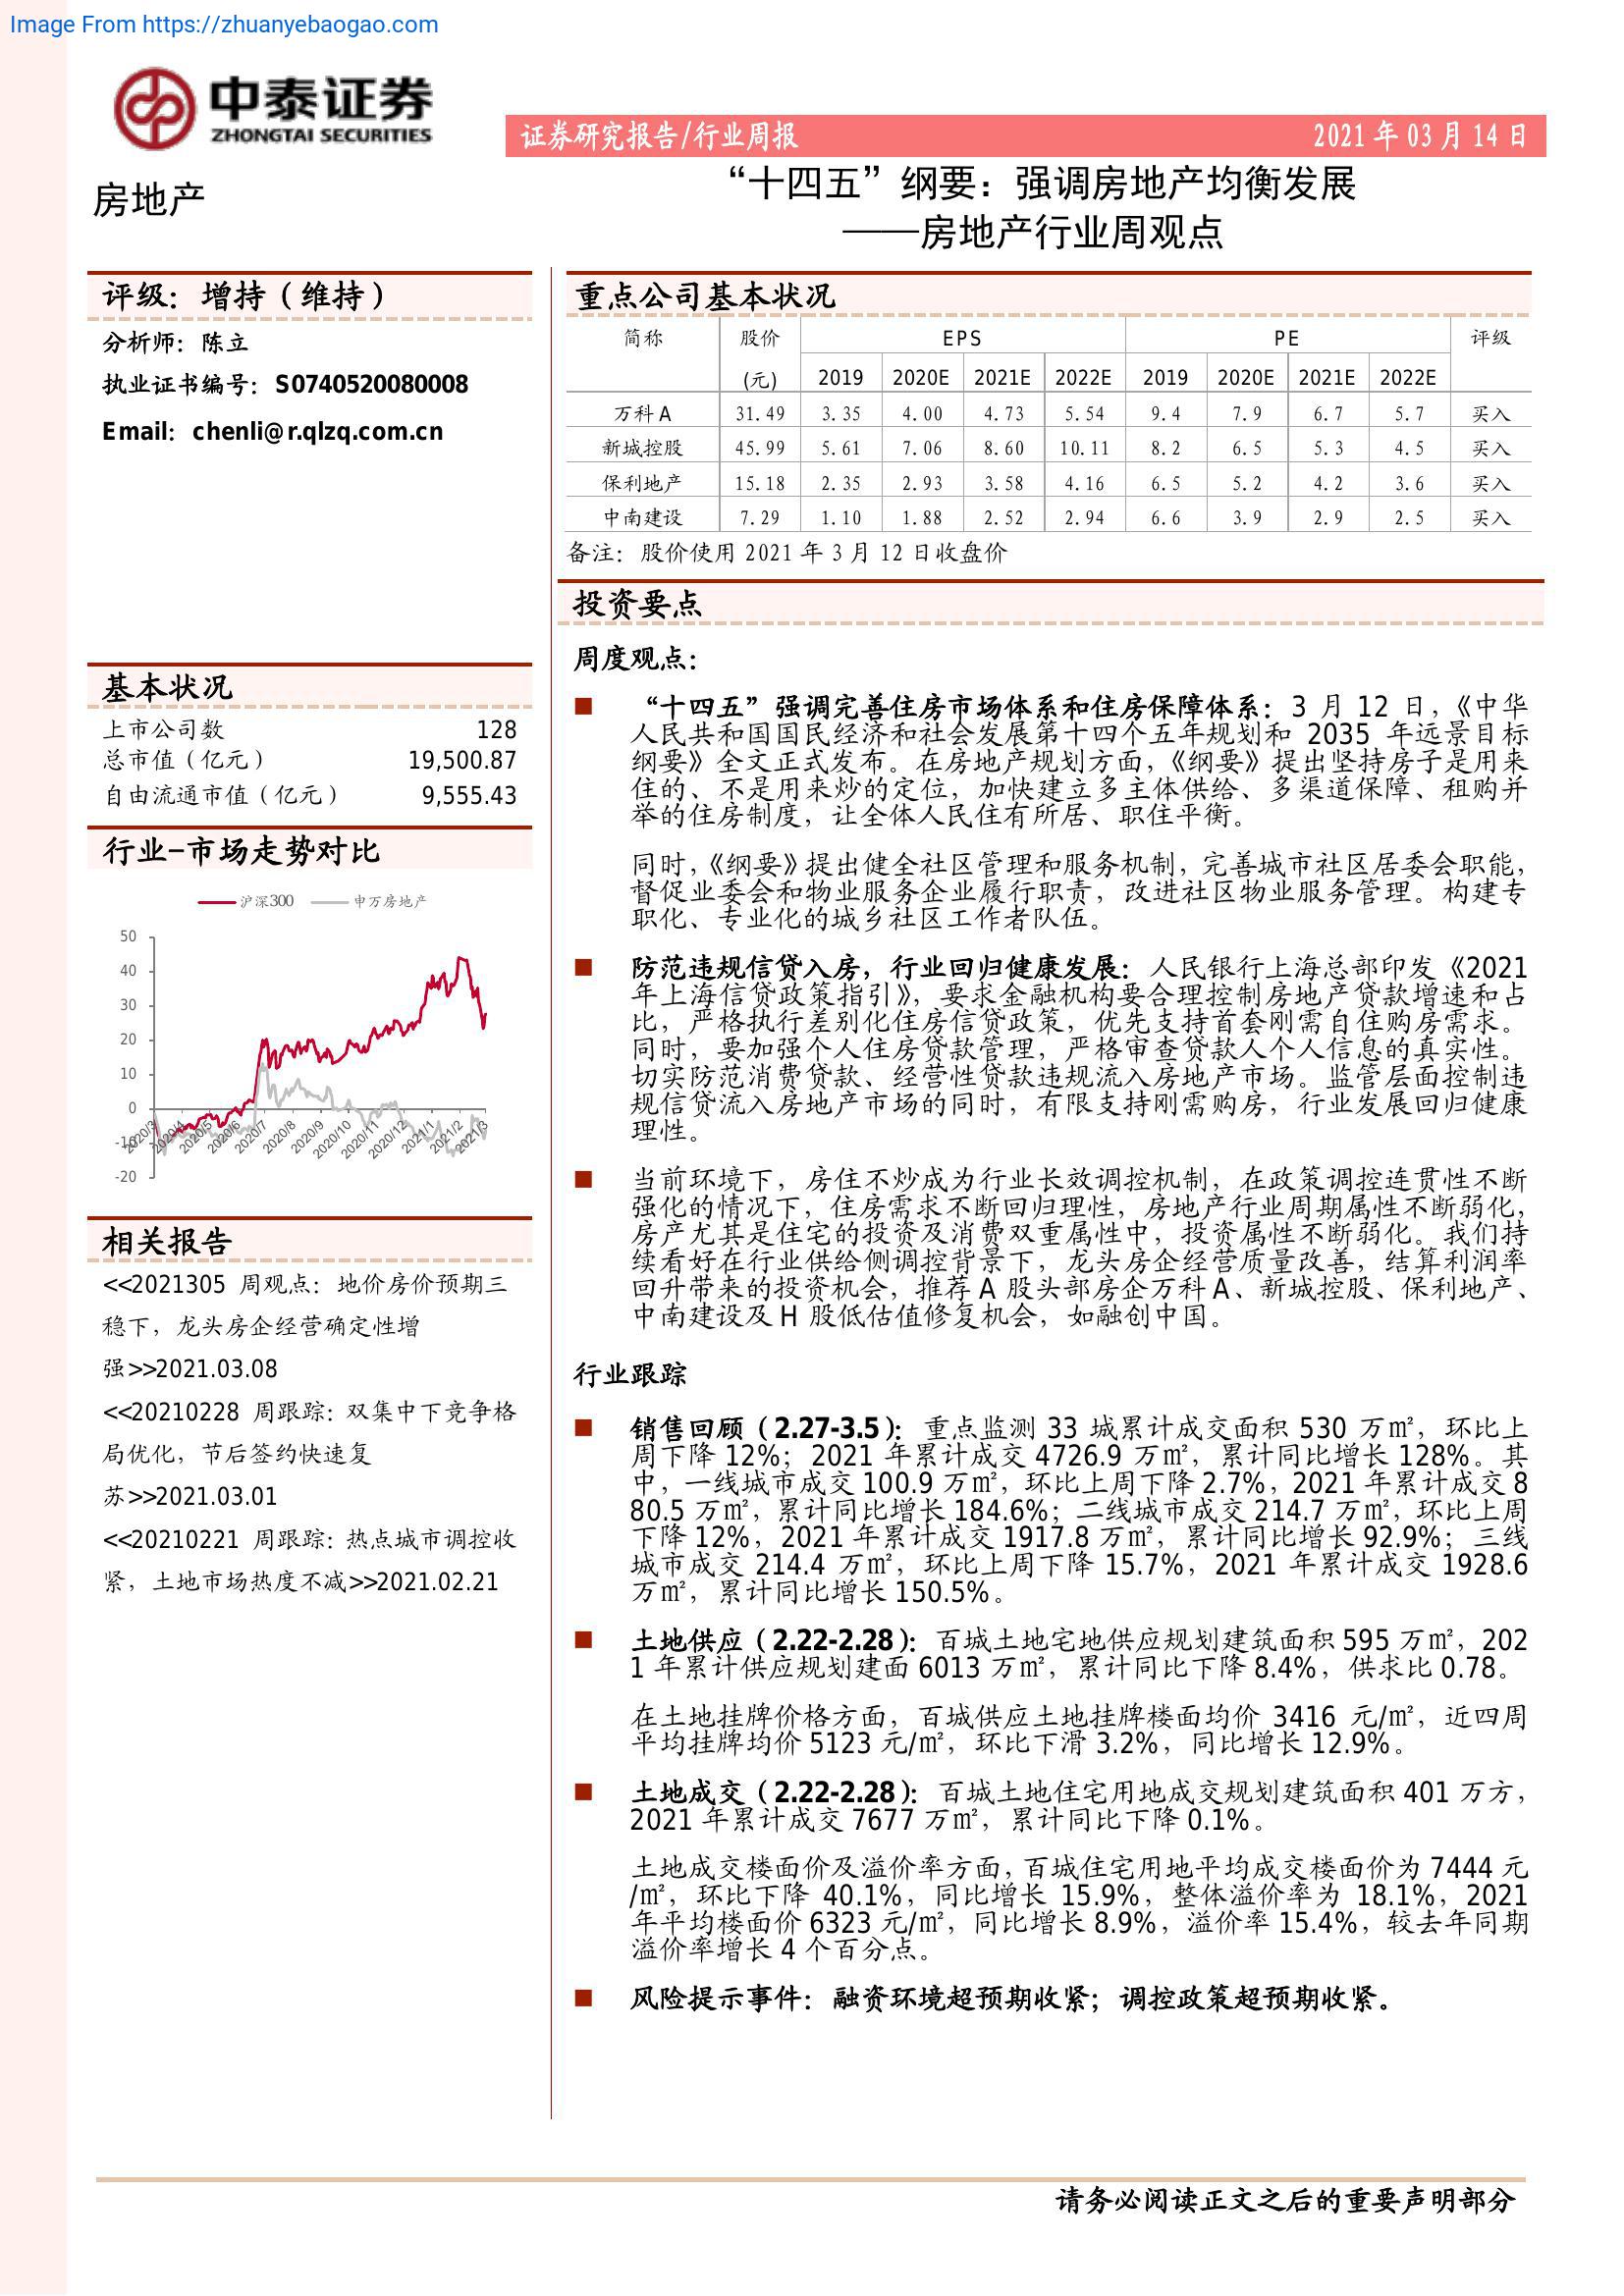 Image From https://zhuanyebaogao.com
中泰证券
ZHONGTAI SECURITIES
证券研究报告/行业周报 2021 年 03 月 14 日
房地产
“十四五”纲要：强调房地产均衡发展
——房地产行业周观点
评级：增持（维持）
分析师：陈立
执业证书编号：S0740520080008
Email：chenli@r.qlzq.com.cn
基本状况
上市公司数 128
总市值（亿元） 19,500.87
自由流通市值（亿元） 9,555.43
行业-市场走势对比
沪深300 申万房地产
50
40
30
20
10
0
-10
-20
2020/3 2020/4 2020/5 2020/6 2020/7 2020/8 2020/9 2020/10 2020/11 2020/12 2021/1 2021/2 2021/3
相关报告
<<2021305 周观点：地价房价预期三
稳下，龙头房企经营确定性增
强>>2021.03.08
<<20210228 周跟踪：双集中下竞争格
局优化，节后签约快速复
苏>>2021.03.01
<<20210221 周跟踪：热点城市调控收
紧，土地市场热度不减>>2021.02.21
重点公司基本状况
简称 股价 EPS PE 评级
(元) 2019 2020E 2021E 2022E 2019 2020E 2021E 2022E
万科 A 31.49 3.35 4.00 4.73 5.54 9.4 7.9 6.7 5.7 买入
新城控股 45.99 5.61 7.06 8.60 10.11 8.2 6.5 5.3 4.5 买入
保利地产 15.18 2.35 2.93 3.58 4.16 6.5 5.2 4.2 3.6 买入
中南建设 7.29 1.10 1.88 2.52 2.94 6.6 3.9 2.9 2.5 买入
备注：股价使用 2021 年 3 月 12 日收盘价
投资要点
周度观点：
■ “十四五”强调完善住房市场体系和住房保障体系：3 月 12 日，《中华
人民共和国国民经济和社会发展第十四个五年规划和 2035 年远景目标
纲要》全文正式发布。在房地产规划方面，《纲要》提出坚持房子是用来
住的、不是用来炒的定位，加快建立多主体供给、多渠道保障、租购并
举的住房制度，让全体人民住有所居、职住平衡。
同时，《纲要》提出健全社区管理和服务机制，完善城市社区居委会职能，
督促业委会和物业服务企业履行职责，改进社区物业服务管理。构建专
职化、专业化的城乡社区工作者队伍。
■ 防范违规信贷入房，行业回归健康发展：人民银行上海总部印发《2021
年上海信贷政策指引》，要求金融机构要合理控制房地产贷款增速和占
比，严格执行差别化住房信贷政策，优先支持首套刚需自住购房需求。
同时，要加强个人住房贷款管理，严格审查贷款人个人信息的真实性。
切实防范消费贷款、经营性贷款违规流入房地产市场。监管层面控制违
规信贷流入房地产市场的同时，有限支持刚需购房，行业发展回归健康
理性。
■ 当前环境下，房住不炒成为行业长效调控机制，在政策调控连贯性不断
强化的情况下，住房需求不断回归理性，房地产行业周期属性不断弱化，
房产尤其是住宅的投资及消费双重属性中，投资属性不断弱化。我们持
续看好在行业供给侧调控背景下，龙头房企经营质量改善，结算利润率
回升带来的投资机会，推荐 A 股头部房企万科 A、新城控股、保利地产、
中南建设及 H 股低估值修复机会，如融创中国。
行业跟踪
■ 销售回顾（2.27-3.5）：重点监测 33 城累计成交面积 530 万㎡，环比上
周下降 12%；2021 年累计成交 4726.9 万㎡，累计同比增长 128%。其
中，一线城市成交 100.9 万㎡，环比上周下降 2.7%，2021 年累计成交 8
80.5 万㎡，累计同比增长 184.6%；二线城市成交 214.7 万㎡，环比上周
下降 12%，2021 年累计成交 1917.8 万㎡，累计同比增长 92.9%；三线
城市成交 214.4 万㎡，环比上周下降 15.7%，2021 年累计成交 1928.6
万㎡，累计同比增长 150.5%。
■ 土地供应（2.22-2.28）：百城土地宅地供应规划建筑面积 595 万㎡，202
1 年累计供应规划建面 6013 万㎡，累计同比下降 8.4%，供求比 0.78。
在土地挂牌价格方面，百城供应土地挂牌楼面均价 3416 元/㎡，近四周
平均挂牌均价 5123 元/㎡，环比下滑 3.2%，同比增长 12.9%。
■ 土地成交（2.22-2.28）：百城土地住宅用地成交规划建筑面积 401 万方，
2021 年累计成交 7677 万㎡，累计同比下降 0.1%。
土地成交楼面价及溢价率方面，百城住宅用地平均成交楼面价为 7444 元
/㎡，环比下降 40.1%，同比增长 15.9%，整体溢价率为 18.1%，2021
年平均楼面价 6323 元/㎡，同比增长 8.9%，溢价率 15.4%，较去年同期
溢价率增长 4 个百分点。
■ 风险提示事件：融资环境超预期收紧；调控政策超预期收紧。
请务必阅读正文之后的重要声明部分